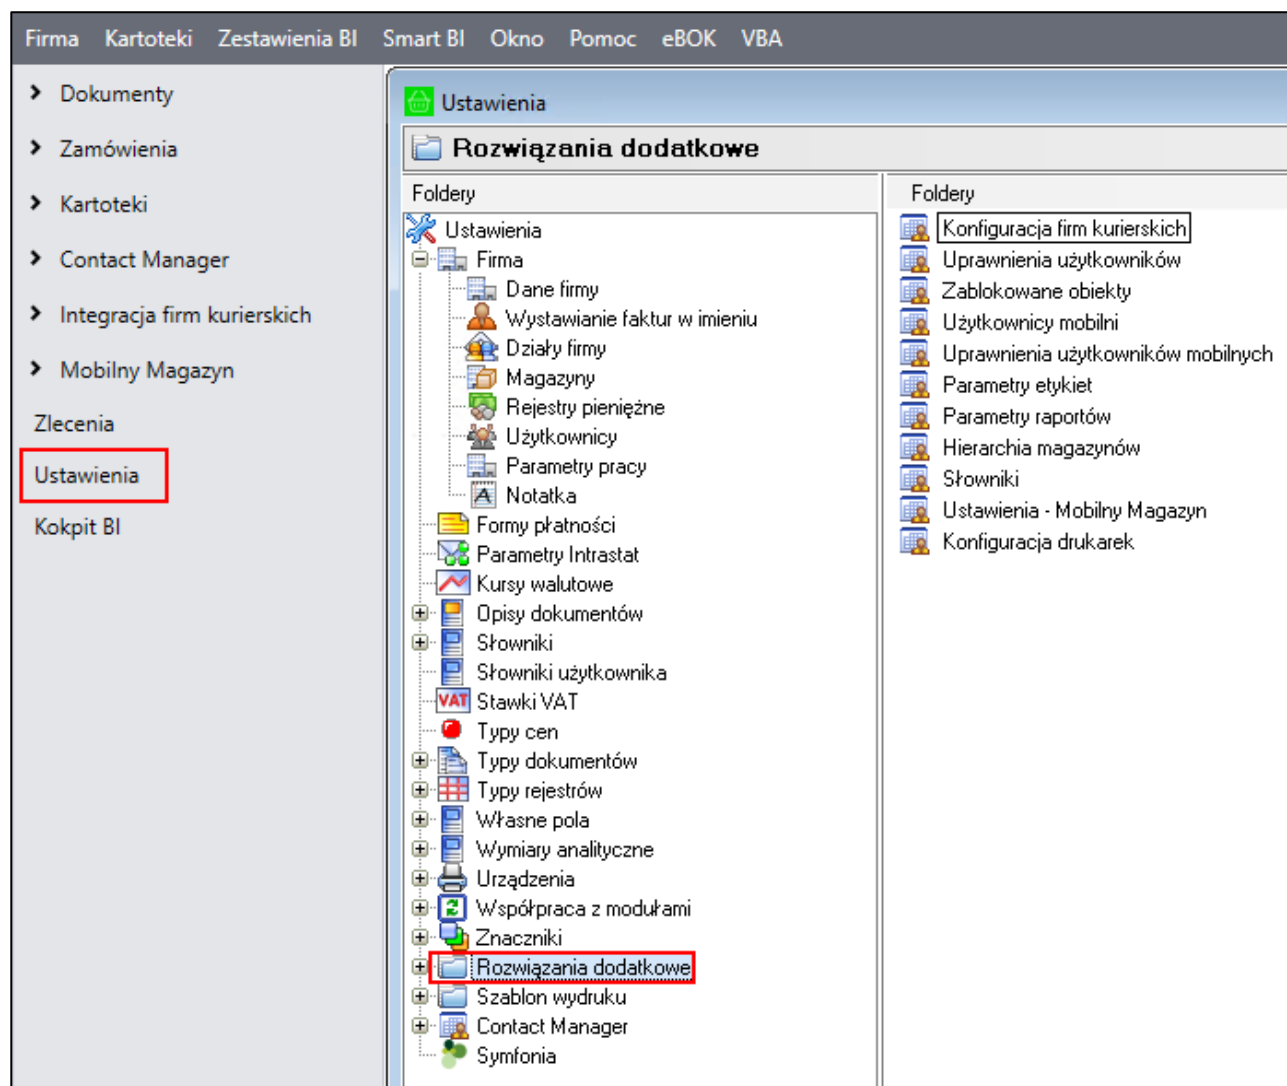 Firma Kartoteki Zestawienia BI Smart BI Okno Pomoc eBOK VBA
Dokumenty
Zamówienia
Kartoteki
Contact Manager
Integracja firm kurierskich
Mobilny Magazyn
Zlecenia
Ustawienia
Kokpit BI
Ustawienia
Rozwiązania dodatkowe
Foldery
Ustawienia
Firma
Dane firmy
Wystawianie faktur w imieniu
Działy firmy
Magazyny
Rejestry pieniężne
Użytkownicy
Parametry pracy
Notatka
Formy płatności
Parametry Intrastat
Kursy walutowe
Opisy dokumentów
Słowniki
Słowniki użytkownika
VAT Stawki VAT
Typy cen
Typy dokumentów
Typy rejestrów
Własne pola
Wymiary analityczne
Urządzenia
Współpraca z modułami
Znaczniki
Rozwiązania dodatkowe
Szablon wydruku
Contact Manager
Symfonia
Foldery
Konfiguracja firm kurierskich
Uprawnienia użytkowników
Zablokowane obiekty
Użytkownicy mobilni
Uprawnienia użytkowników mobilnych
Parametry etykiet
Parametry raportów
Hierarchia magazynów
Słowniki
Ustawienia - Mobilny Magazyn
Konfiguracja drukarek